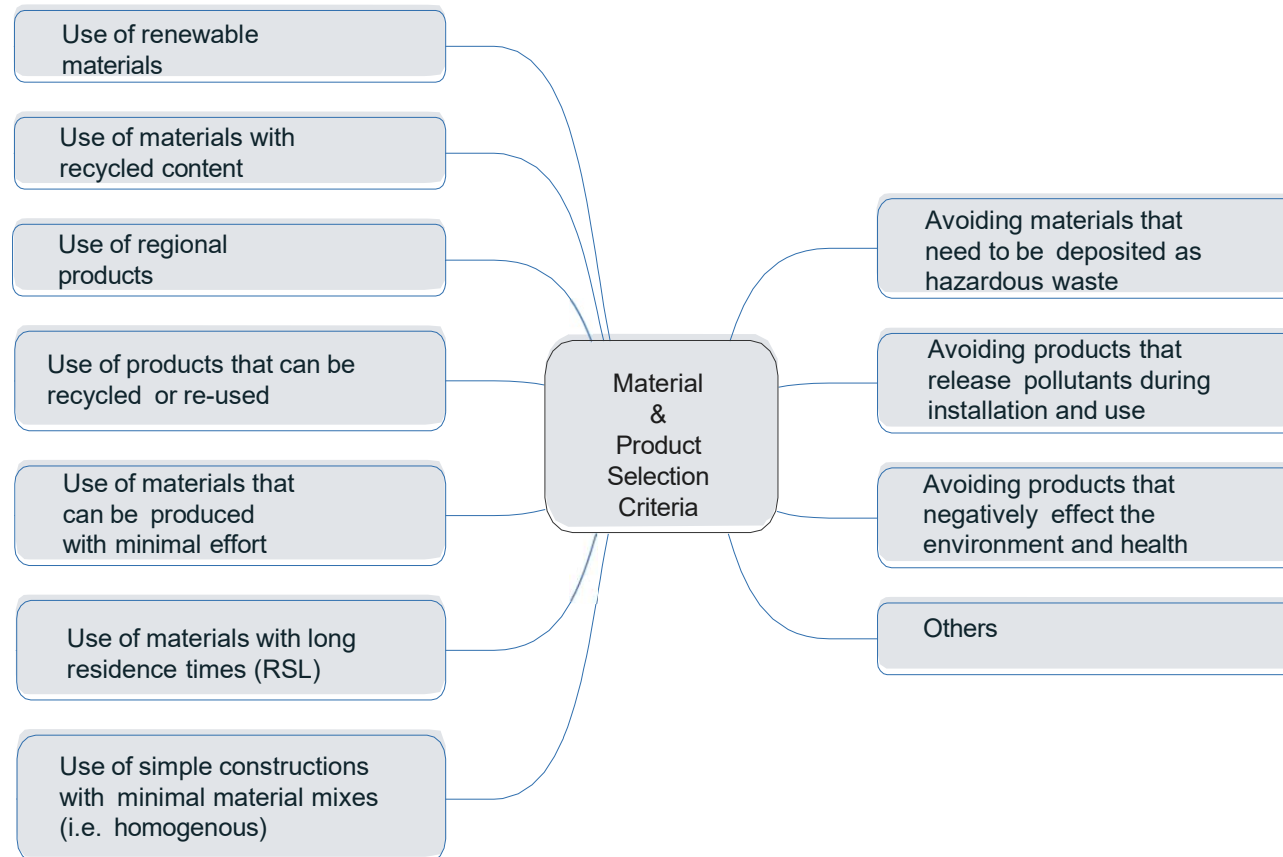 Use of renewable
materials
Use of materials with
recycled content
Use of regional
products
Use of products that can be
recycled or re-used
Use of materials that
can be produced
with minimal effort
Use of materials with long
residence times (RSL)
Use of simple constructions
with minimal material mixes
(i.e. homogenous)
Material
&
Product
Selection
Criteria
Avoiding materials that
need to be deposited as
hazardous waste
Avoiding products that
release pollutants during
installation and use
Avoiding products that
negatively effect the
environment and health
Others